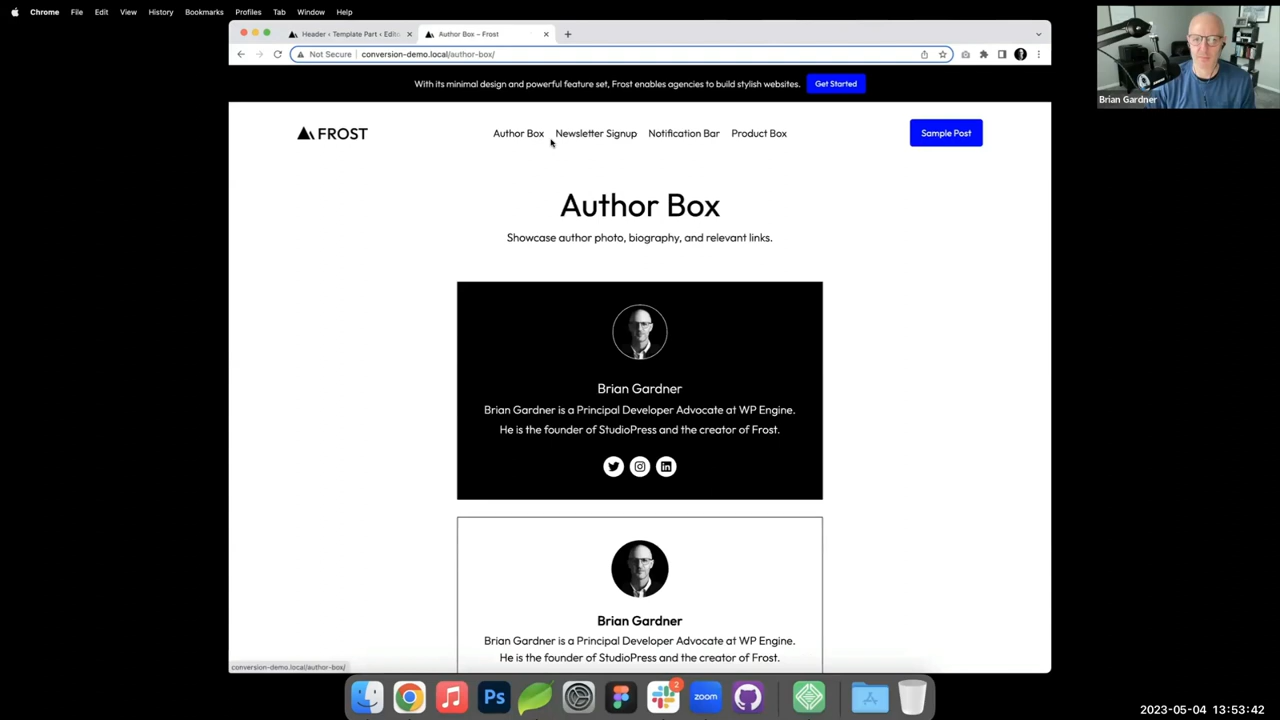 Chrome File Edit View History Bookmarks Profiles Tab Window Help
Header ‹ Template Part ‹ Edito
Author Box – Frost
Not Secure conversion-demo.local/author-box/
With its minimal design and powerful feature set, Frost enables agencies to build stylish websites. Get Started
FROST Author Box Newsletter Signup Notification Bar Product Box Sample Post
Author Box
Showcase author photo, biography, and relevant links.
Brian Gardner
Brian Gardner is a Principal Developer Advocate at WP Engine.
He is the founder of StudioPress and the creator of Frost.
Brian Gardner
Brian Gardner is a Principal Developer Advocate at WP Engine.
He is the founder of StudioPress and the creator of Frost.
conversion-demo.local/author-box/
Ps
2
zoom
Brian Gardner
2023-05-04 13:53:42